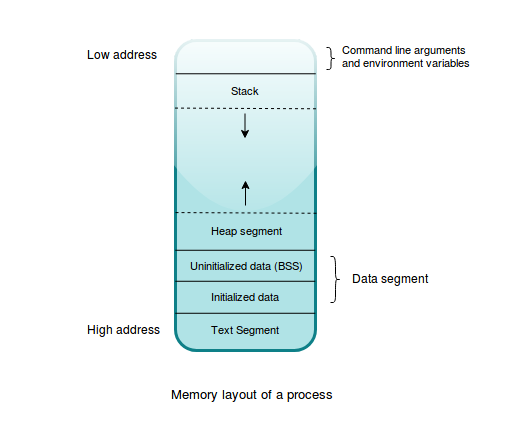 Low address
Command line arguments
and environment variables
Stack
Heap segment
Uninitialized data (BSS)
Data segment
Initialized data
High address
Text Segment
Memory layout of a process